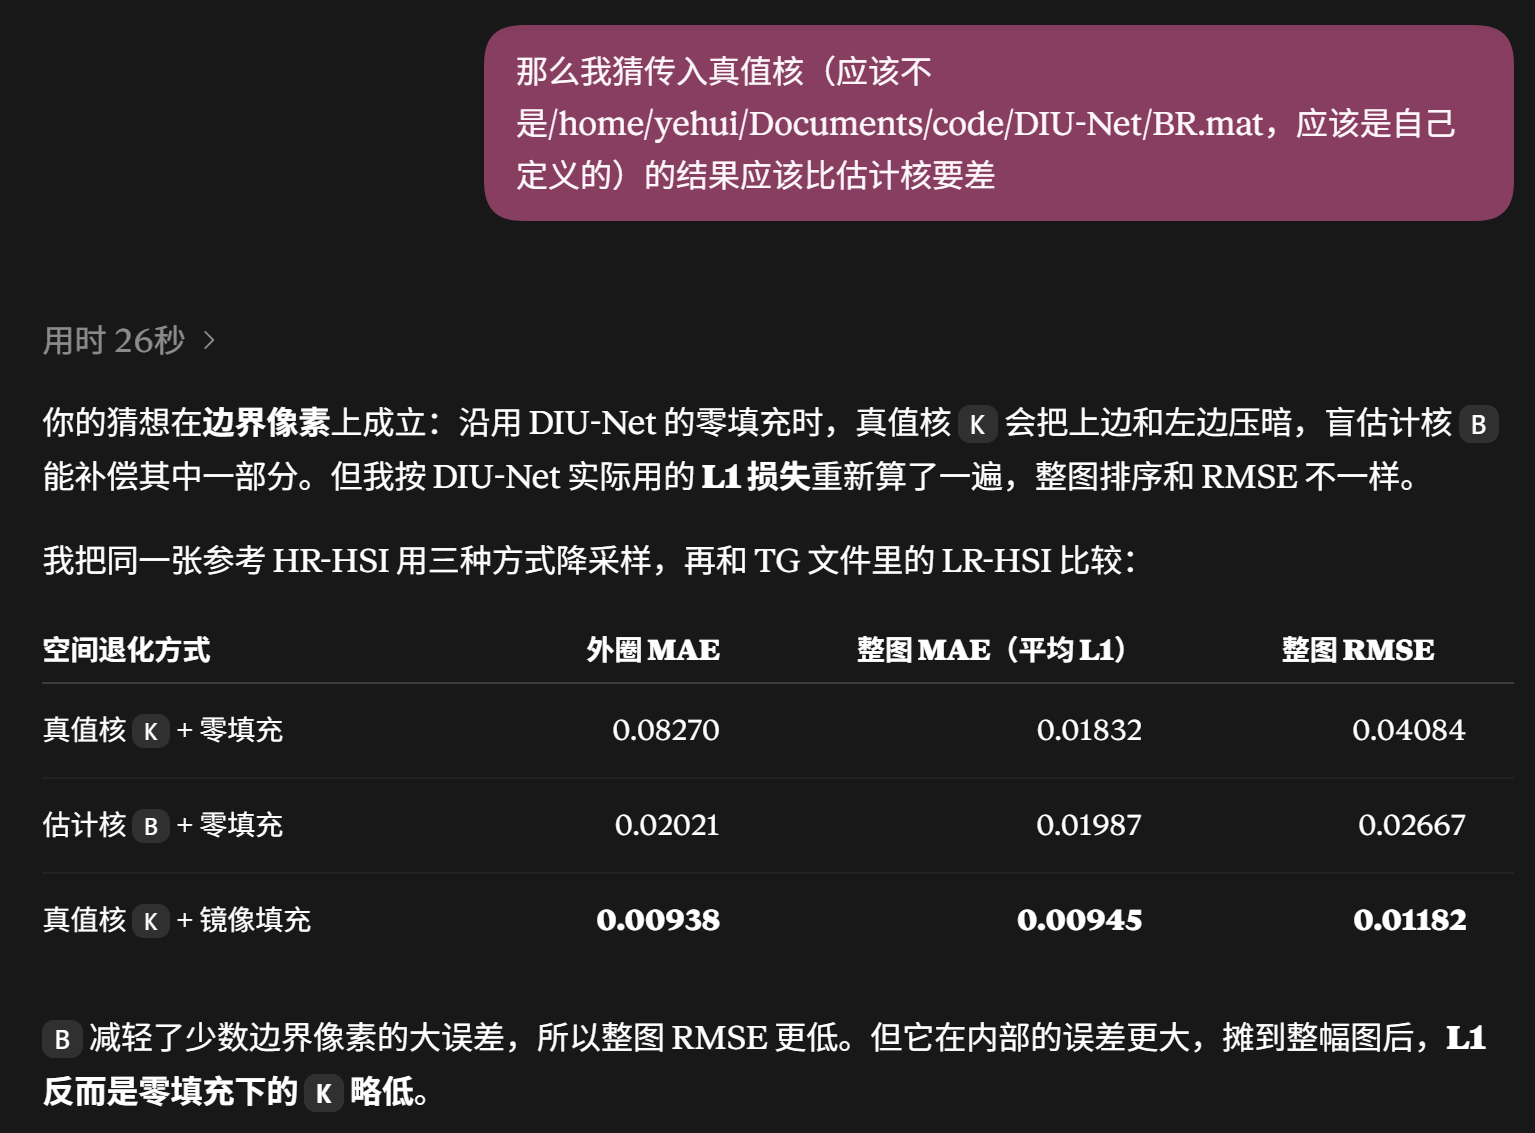 那么我猜传入真值核（应该不
是/home/yehui/Documents/code/DIU-Net/BR.mat，应该是自己
定义的）的结果应该比估计核要差
用时 26秒 >
你的猜想在边界像素上成立：沿用 DIU-Net 的零填充时，真值核 K 会把上边和左边压暗，盲估计核 B
能补偿其中一部分。但我按 DIU-Net 实际用的 L1 损失重新算了一遍，整图排序和 RMSE 不一样。
我把同一张参考 HR-HSI 用三种方式降采样，再和 TG 文件里的 LR-HSI 比较：
空间退化方式 外圈 MAE 整图 MAE（平均 L1） 整图 RMSE
真值核 K + 零填充 0.08270 0.01832 0.04084
估计核 B + 零填充 0.02021 0.01987 0.02667
真值核 K + 镜像填充 0.00938 0.00945 0.01182
B 减轻了少数边界像素的大误差，所以整图 RMSE 更低。但它在内部的误差更大，摊到整幅图后，L1
反而是零填充下的 K 略低。